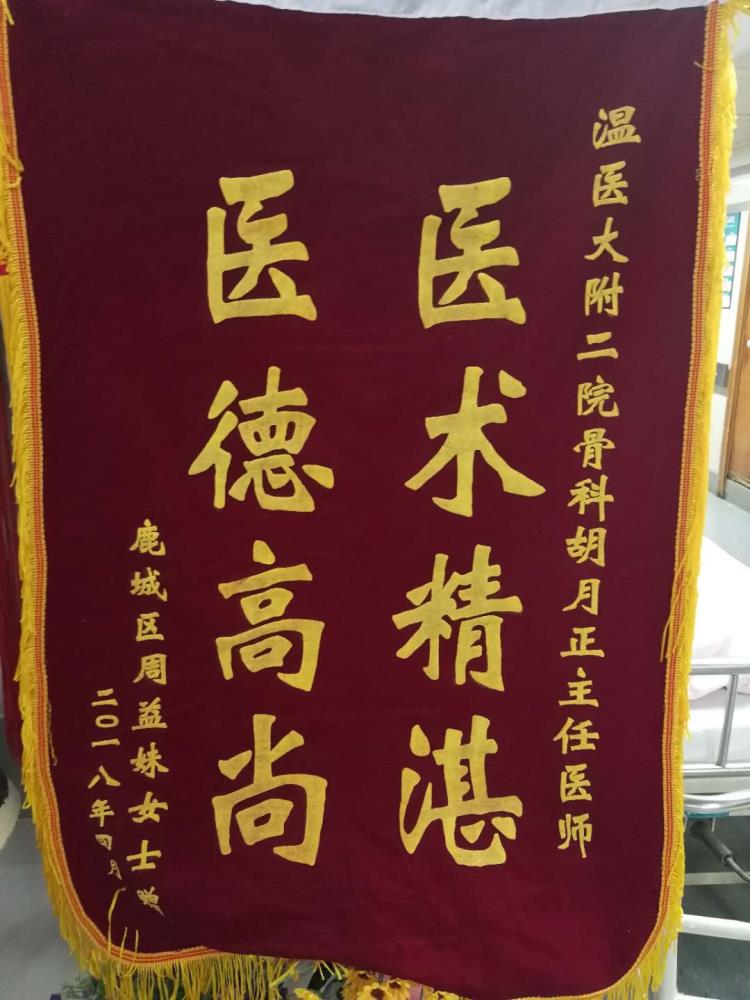 温医大附二院骨科胡月正主任医师
医术精湛
医德高尚
鹿城区周益妹女士
二〇一八年四月